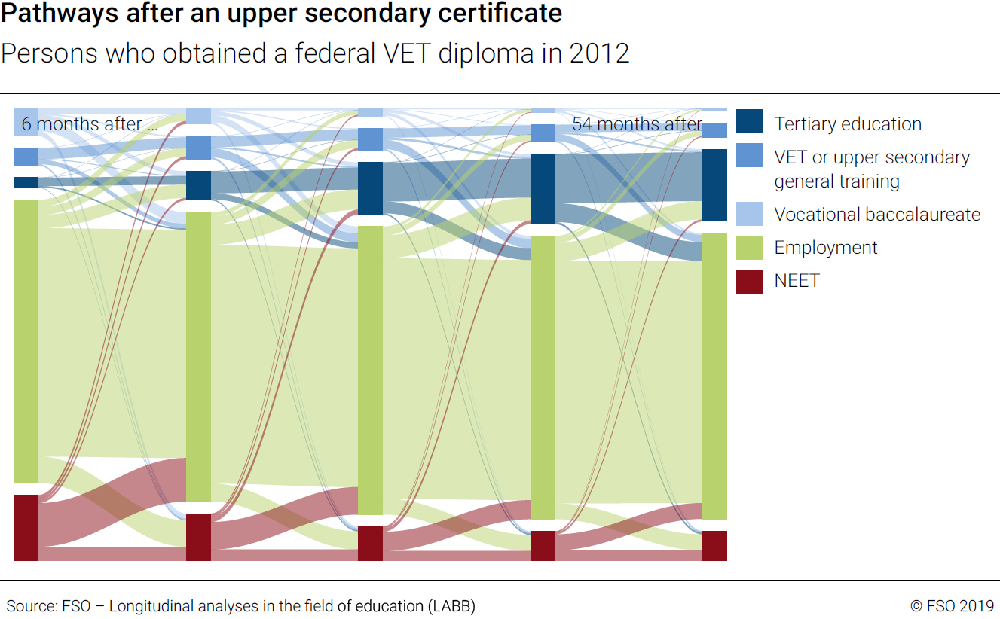 Pathways after an upper secondary certificate
Persons who obtained a federal VET diploma in 2012
6 months after ...
54 months after
Tertiary education
VET or upper secondary
general training
Vocational baccalaureate
Employment
NEET
Source: FSO – Longitudinal analyses in the field of education (LABB)
© FSO 2019